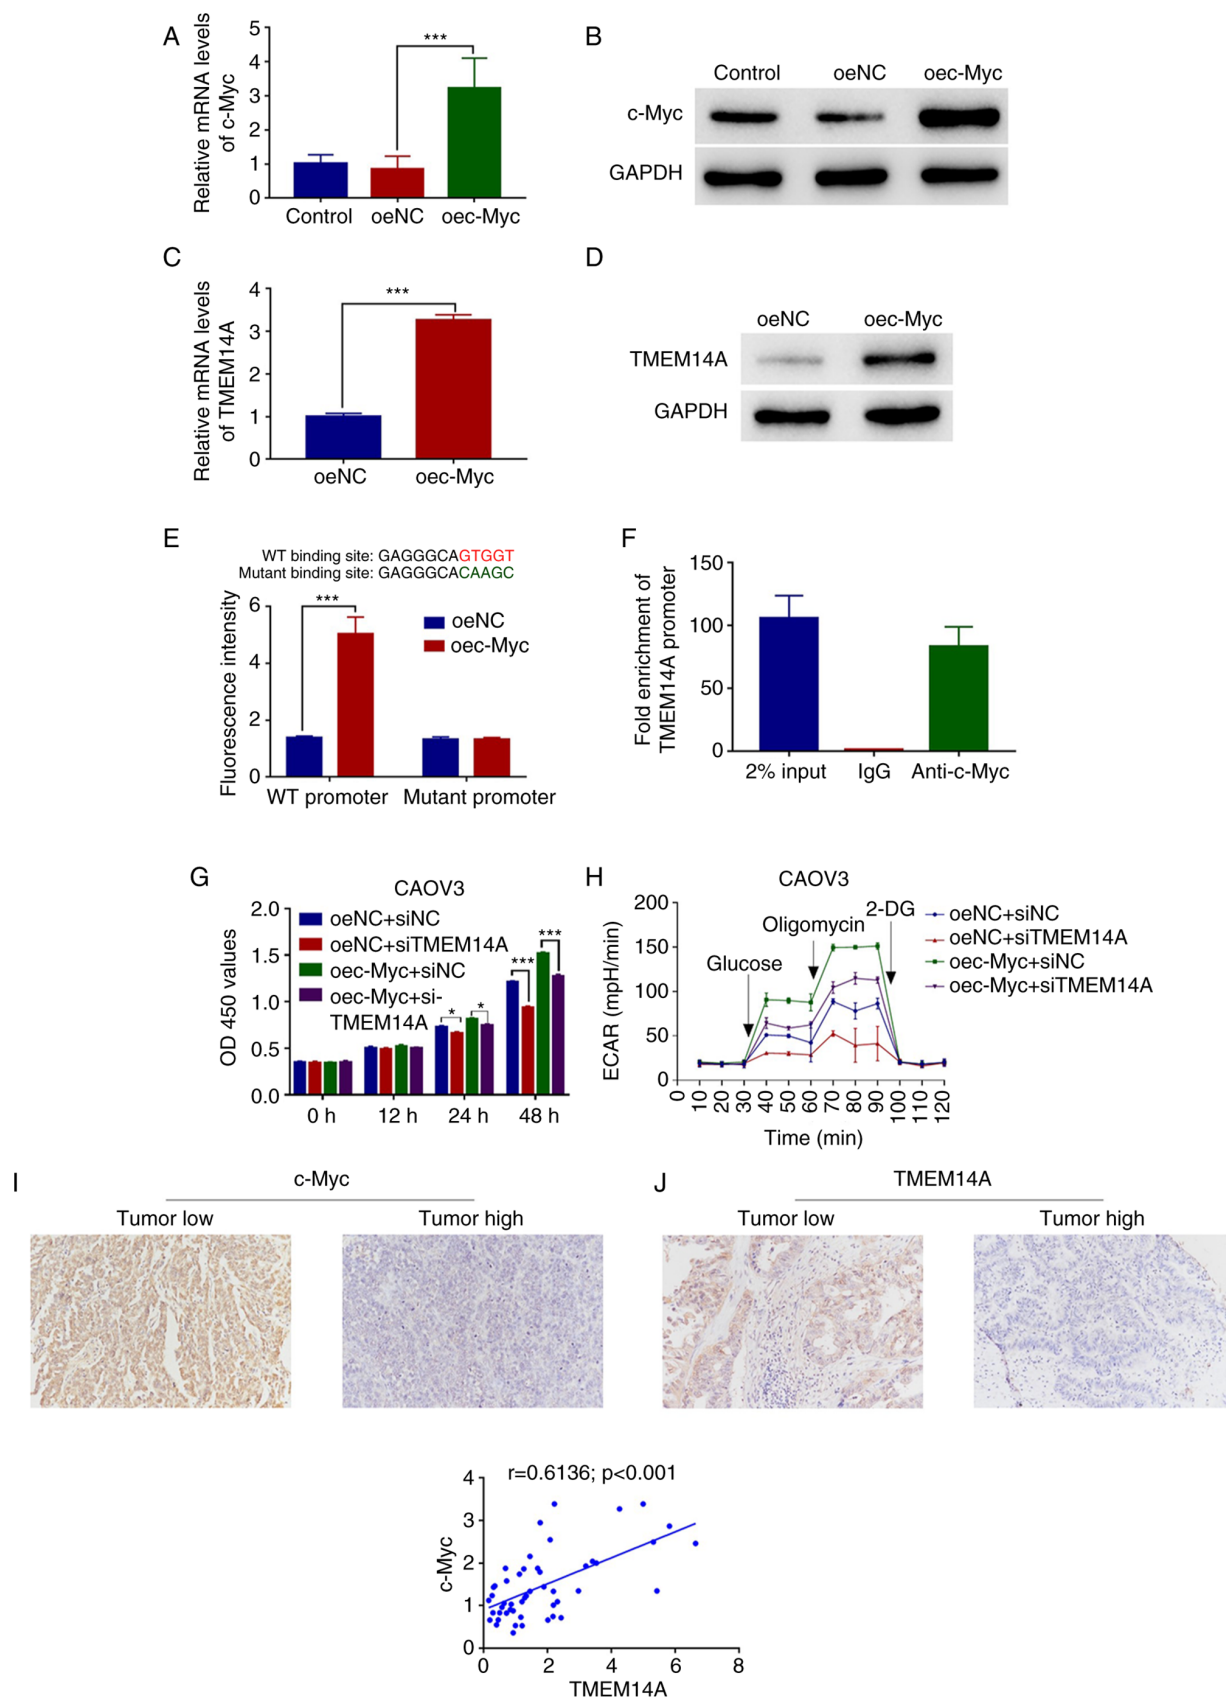 A
Relative mRNA levels
of c-Myc
5
4
3
2
1
0
***
Control
oeNC
oec-Myc
B
Control
oeNC
oec-Myc
c-Myc
GAPDH
C
Relative mRNA levels
of TMEM14A
4
3
2
1
0
***
oeNC
oec-Myc
D
oeNC
oec-Myc
TMEM14A
GAPDH
E
WT binding site: GAGGGCAGTGGT
Mutant binding site: GAGGGCACAAGC
Fluorescence intensity
6
4
2
0
***
oeNC
oec-Myc
WT promoter
Mutant promoter
F
Fold enrichment of
TMEM14A promoter
150
100
50
0
2% input
IgG
Anti-c-Myc
G
CAOV3
OD 450 values
2.0
1.5
1.0
0.5
0.0
oeNC+siNC
oeNC+siTMEM14A
oec-Myc+siNC
oec-Myc+si-
TMEM14A
*
*
***
***
0 h
12 h
24 h
48 h
H
CAOV3
ECAR (mpH/min)
200
150
100
50
0
Glucose
Oligomycin
2-DG
oeNC+siNC
oeNC+siTMEM14A
oec-Myc+siNC
oec-Myc+siTMEM14A
0
10
20
30
40
50
60
70
80
90
100
110
120
Time (min)
I
c-Myc
Tumor low
Tumor high
J
TMEM14A
Tumor low
Tumor high
r=0.6136; p<0.001
c-Myc
4
3
2
1
0
0
2
4
6
8
TMEM14A